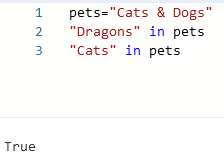 1 pets="Cats & Dogs"
2 "Dragons" in pets
3 "Cats" in pets
True